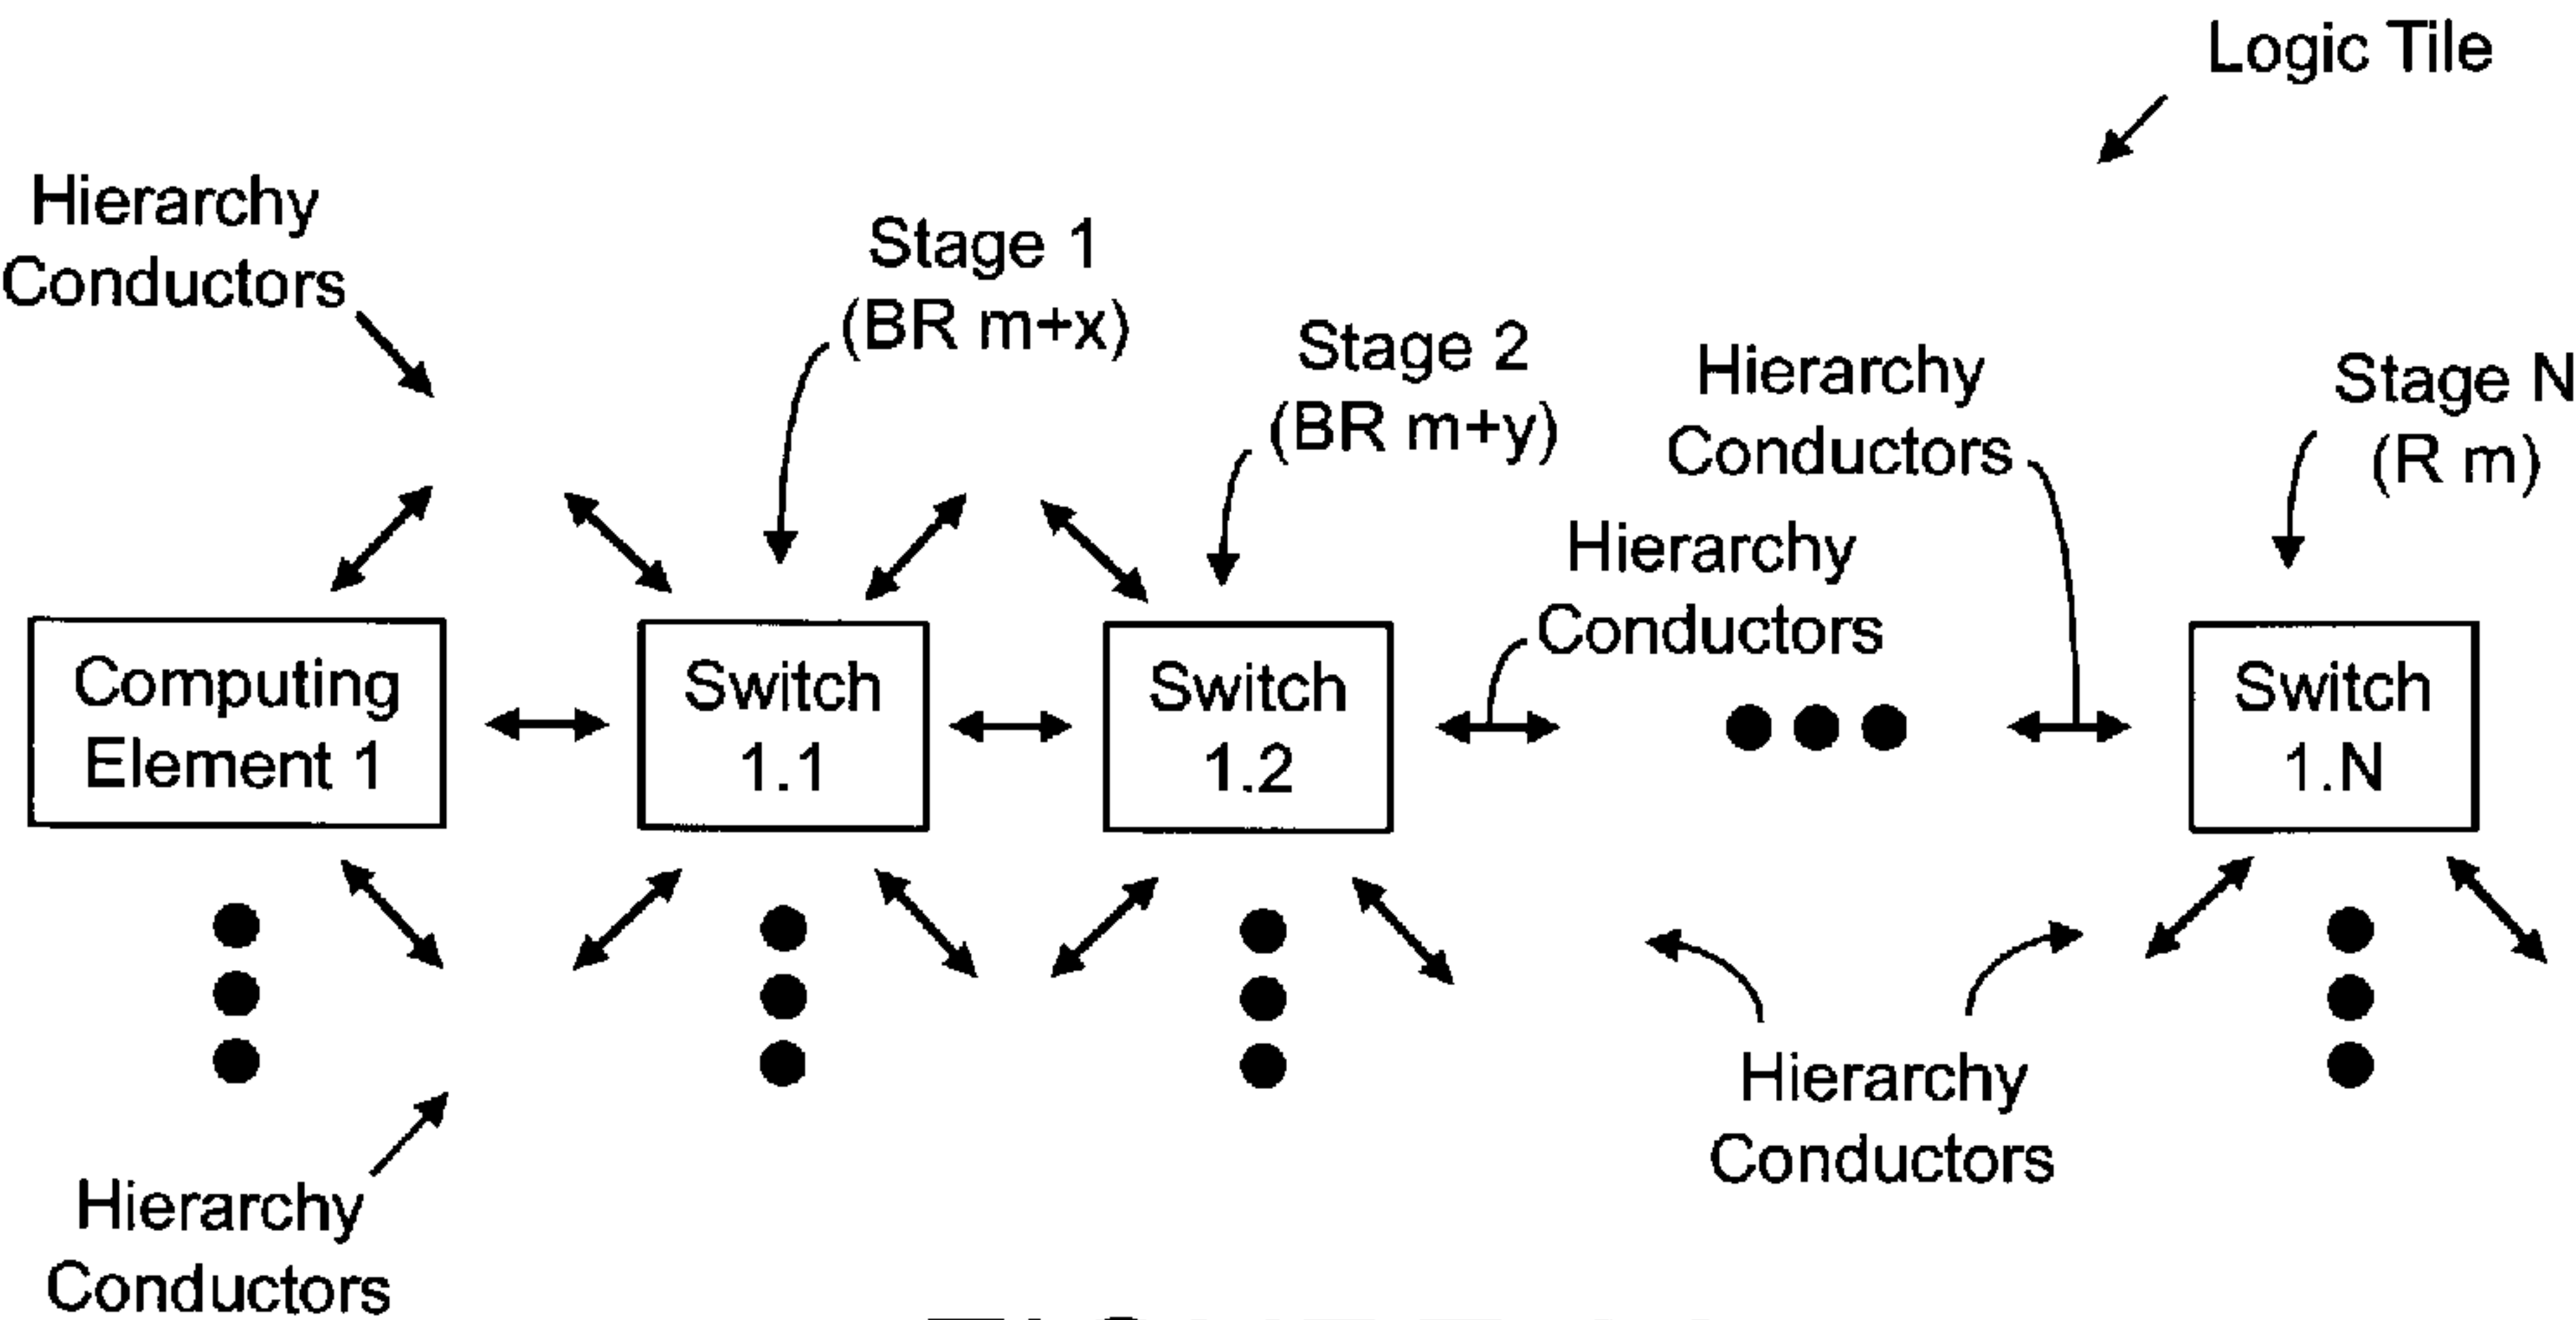 Logic Tile
Hierarchy
Conductors
Stage 1
(BR m+x)
Stage 2
(BR m+y)
Hierarchy
Conductors
Stage N
(R m)
Hierarchy
Conductors
Computing
Element 1
Switch
1.1
Switch
1.2
Switch
1.N
Hierarchy
Conductors
Hierarchy
Conductors